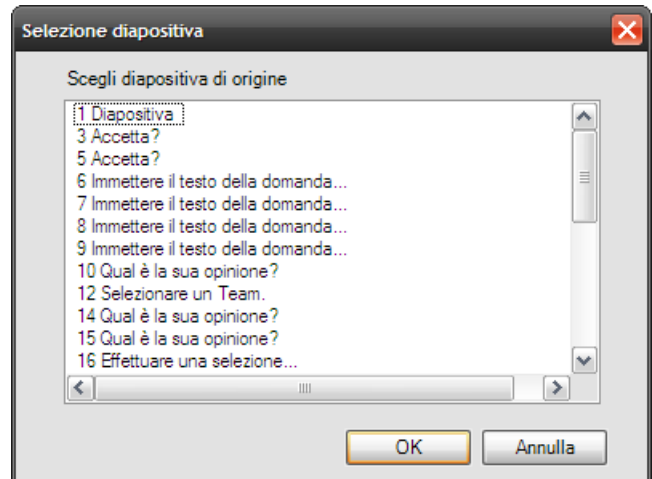 Selezione diapositiva
Scegli diapositiva di origine
1 Diapositiva
3 Accetta?
5 Accetta?
6 Immettere il testo della domanda...
7 Immettere il testo della domanda...
8 Immettere il testo della domanda...
9 Immettere il testo della domanda...
10 Qual è la sua opinione?
12 Selezionare un Team.
14 Qual è la sua opinione?
15 Qual è la sua opinione?
16 Effettuare una selezione...
OK Annulla